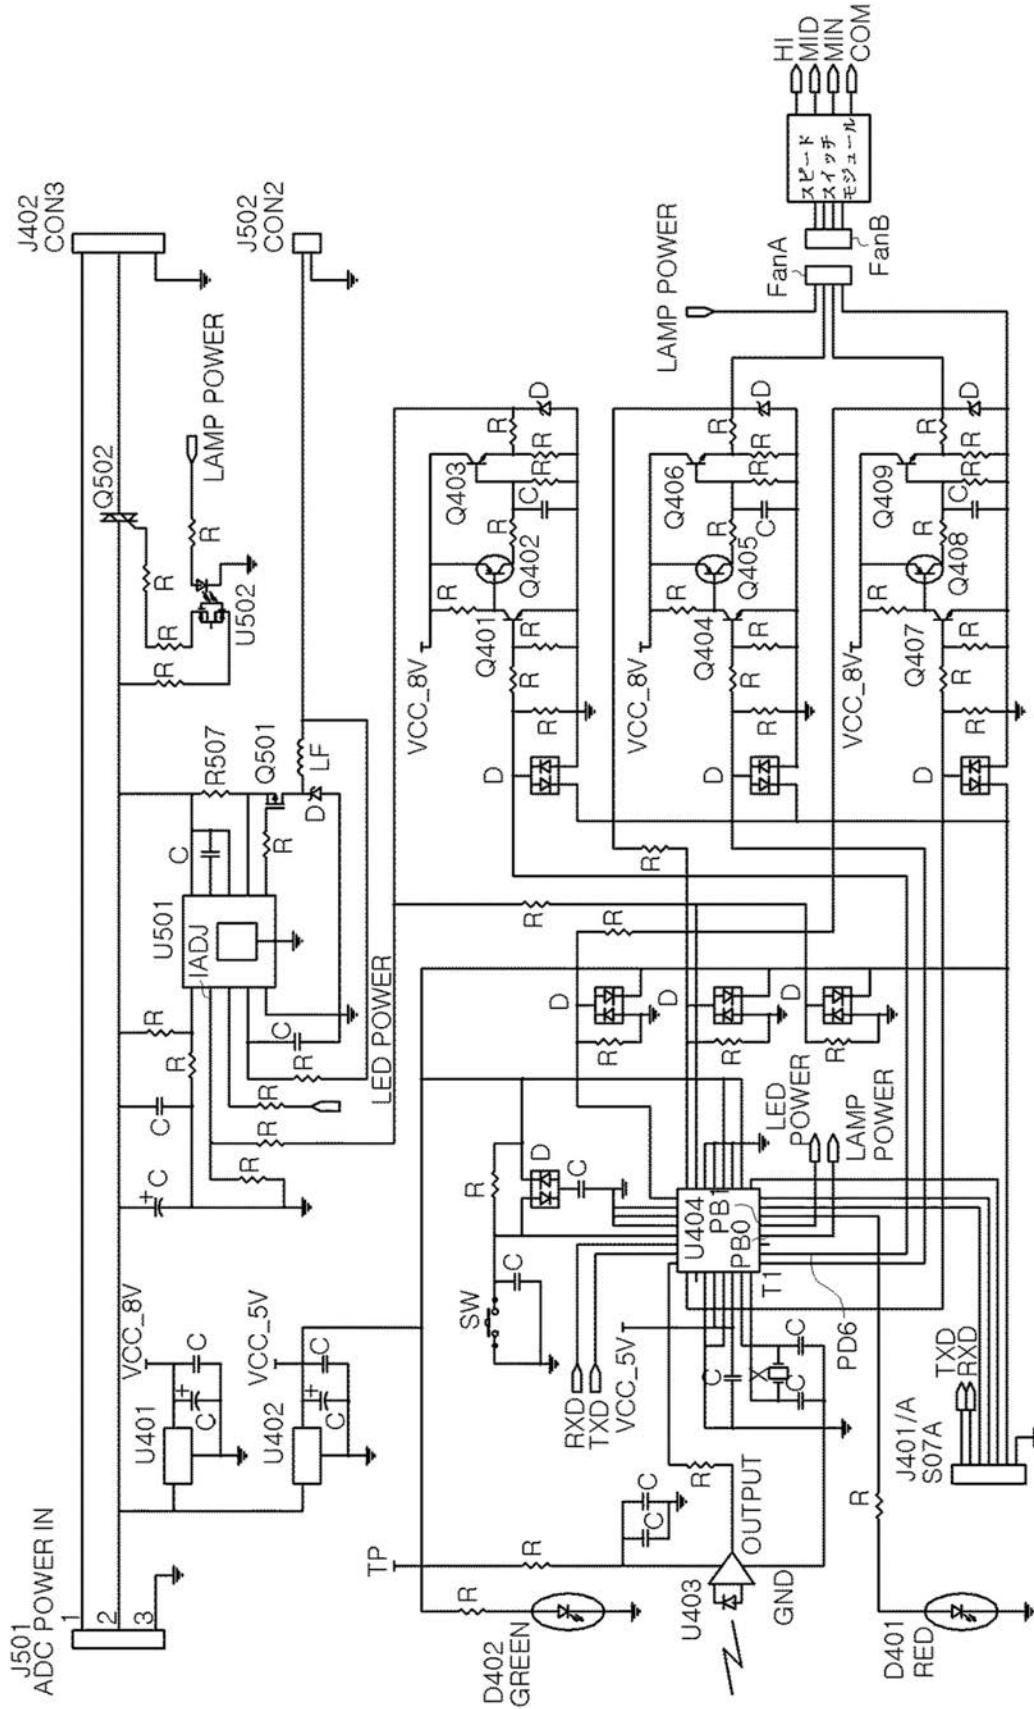 J501
ADC POWER IN
1
2
3
U401
VCC_8V
C
+
C
U402
VCC_5V
C
+
C
+
C
C
R
R
R
R
R
R
C
U501
IADJ
C
R507
Q501
R
D
LF
LED POWER
R
R
R
U502
R
Q502
LAMP POWER
J402
CON3
J502
CON2
TP
R
C
C
D402
GREEN
R
U403
OUTPUT
GND
R
D401
RED
R
SW
C
R
D
C
RXD
TXD
VCC_5V
C
X
C
C
U404
PB1
PB0
T1
PD6
LED
POWER
LAMP
POWER
J401/A
S07A
TXD
RXD
D
R
D
R
D
R
R
R
R
VCC_8V
Q401
Q402
Q403
D
R
R
R
R
R
C
R
R
R
D
VCC_8V
Q404
Q405
Q406
D
R
R
R
R
R
C
R
R
R
D
VCC_8V
Q407
Q408
Q409
D
R
R
R
R
R
C
R
R
R
D
LAMP POWER
FanA
FanB
スピード
スイッチ
モジュール
HI
MID
MIN
COM